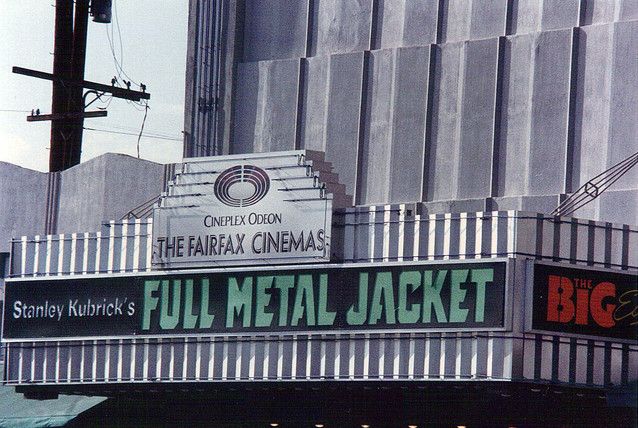 CINEPLEX ODEON
THE FAIRFAX CINEMAS
Stanley Kubrick's FULL METAL JACKET
THE
BIG